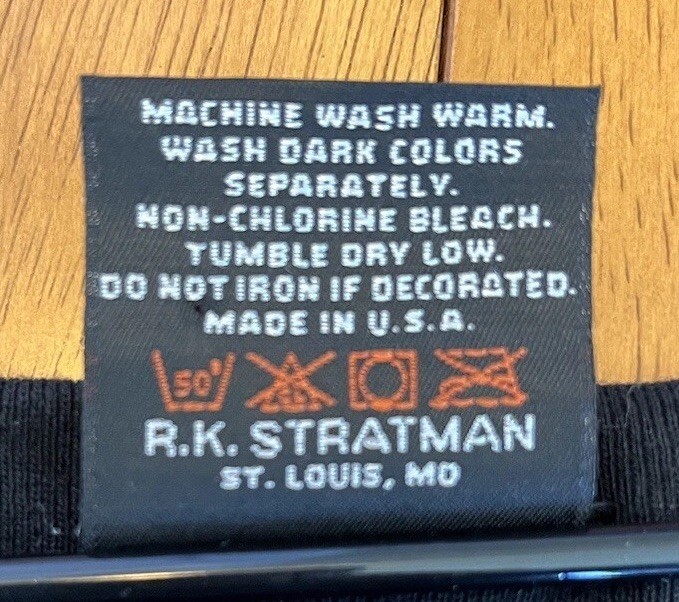 MACHINE WASH WARM.
WASH DARK COLORS
SEPARATELY.
NON-CHLORINE BLEACH.
TUMBLE DRY LOW.
DO NOT IRON IF DECORATED.
MADE IN U.S.A.
50°
R.K. STRATMAN
ST. LOUIS, MO